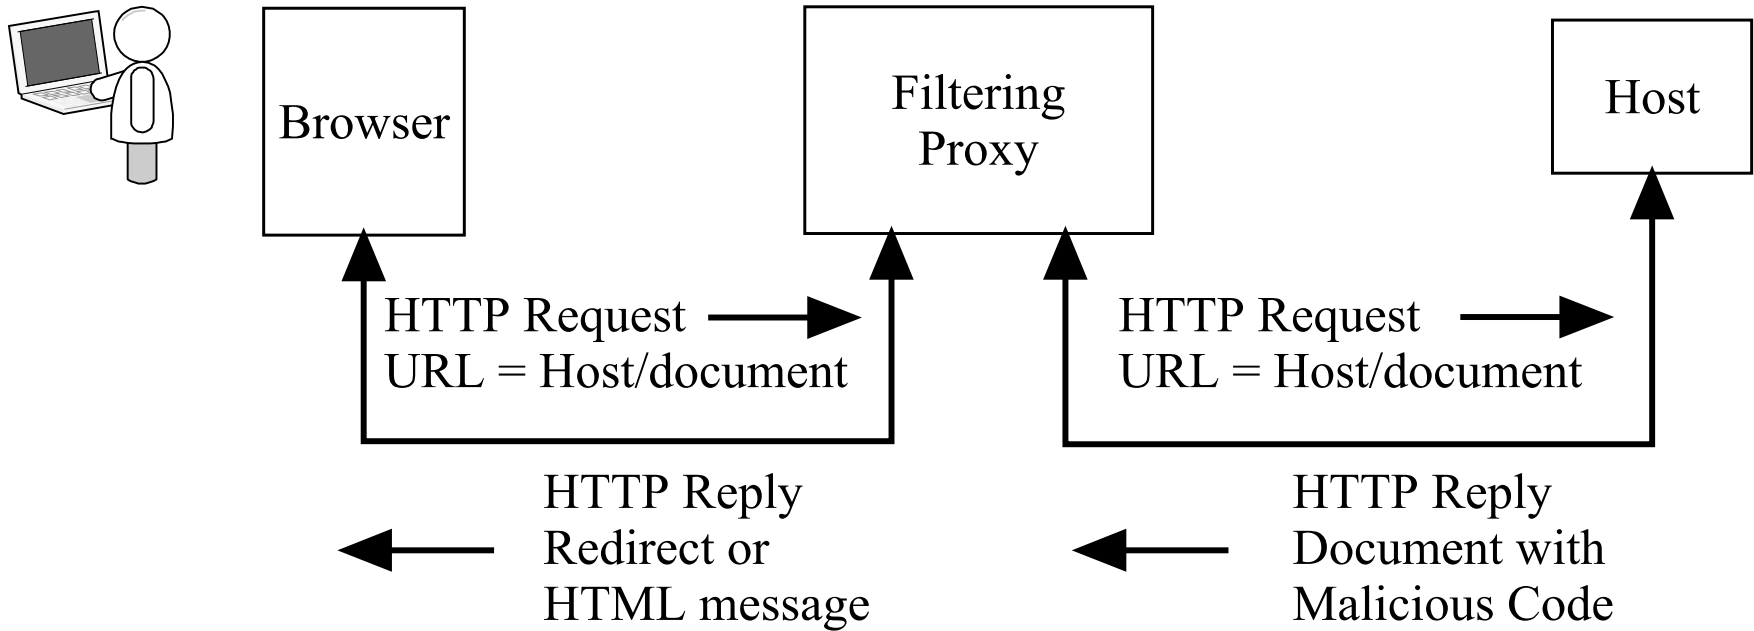 Browser
Filtering
Proxy
Host
HTTP Request
URL = Host/document
HTTP Request
URL = Host/document
HTTP Reply
Redirect or
HTML message
HTTP Reply
Document with
Malicious Code